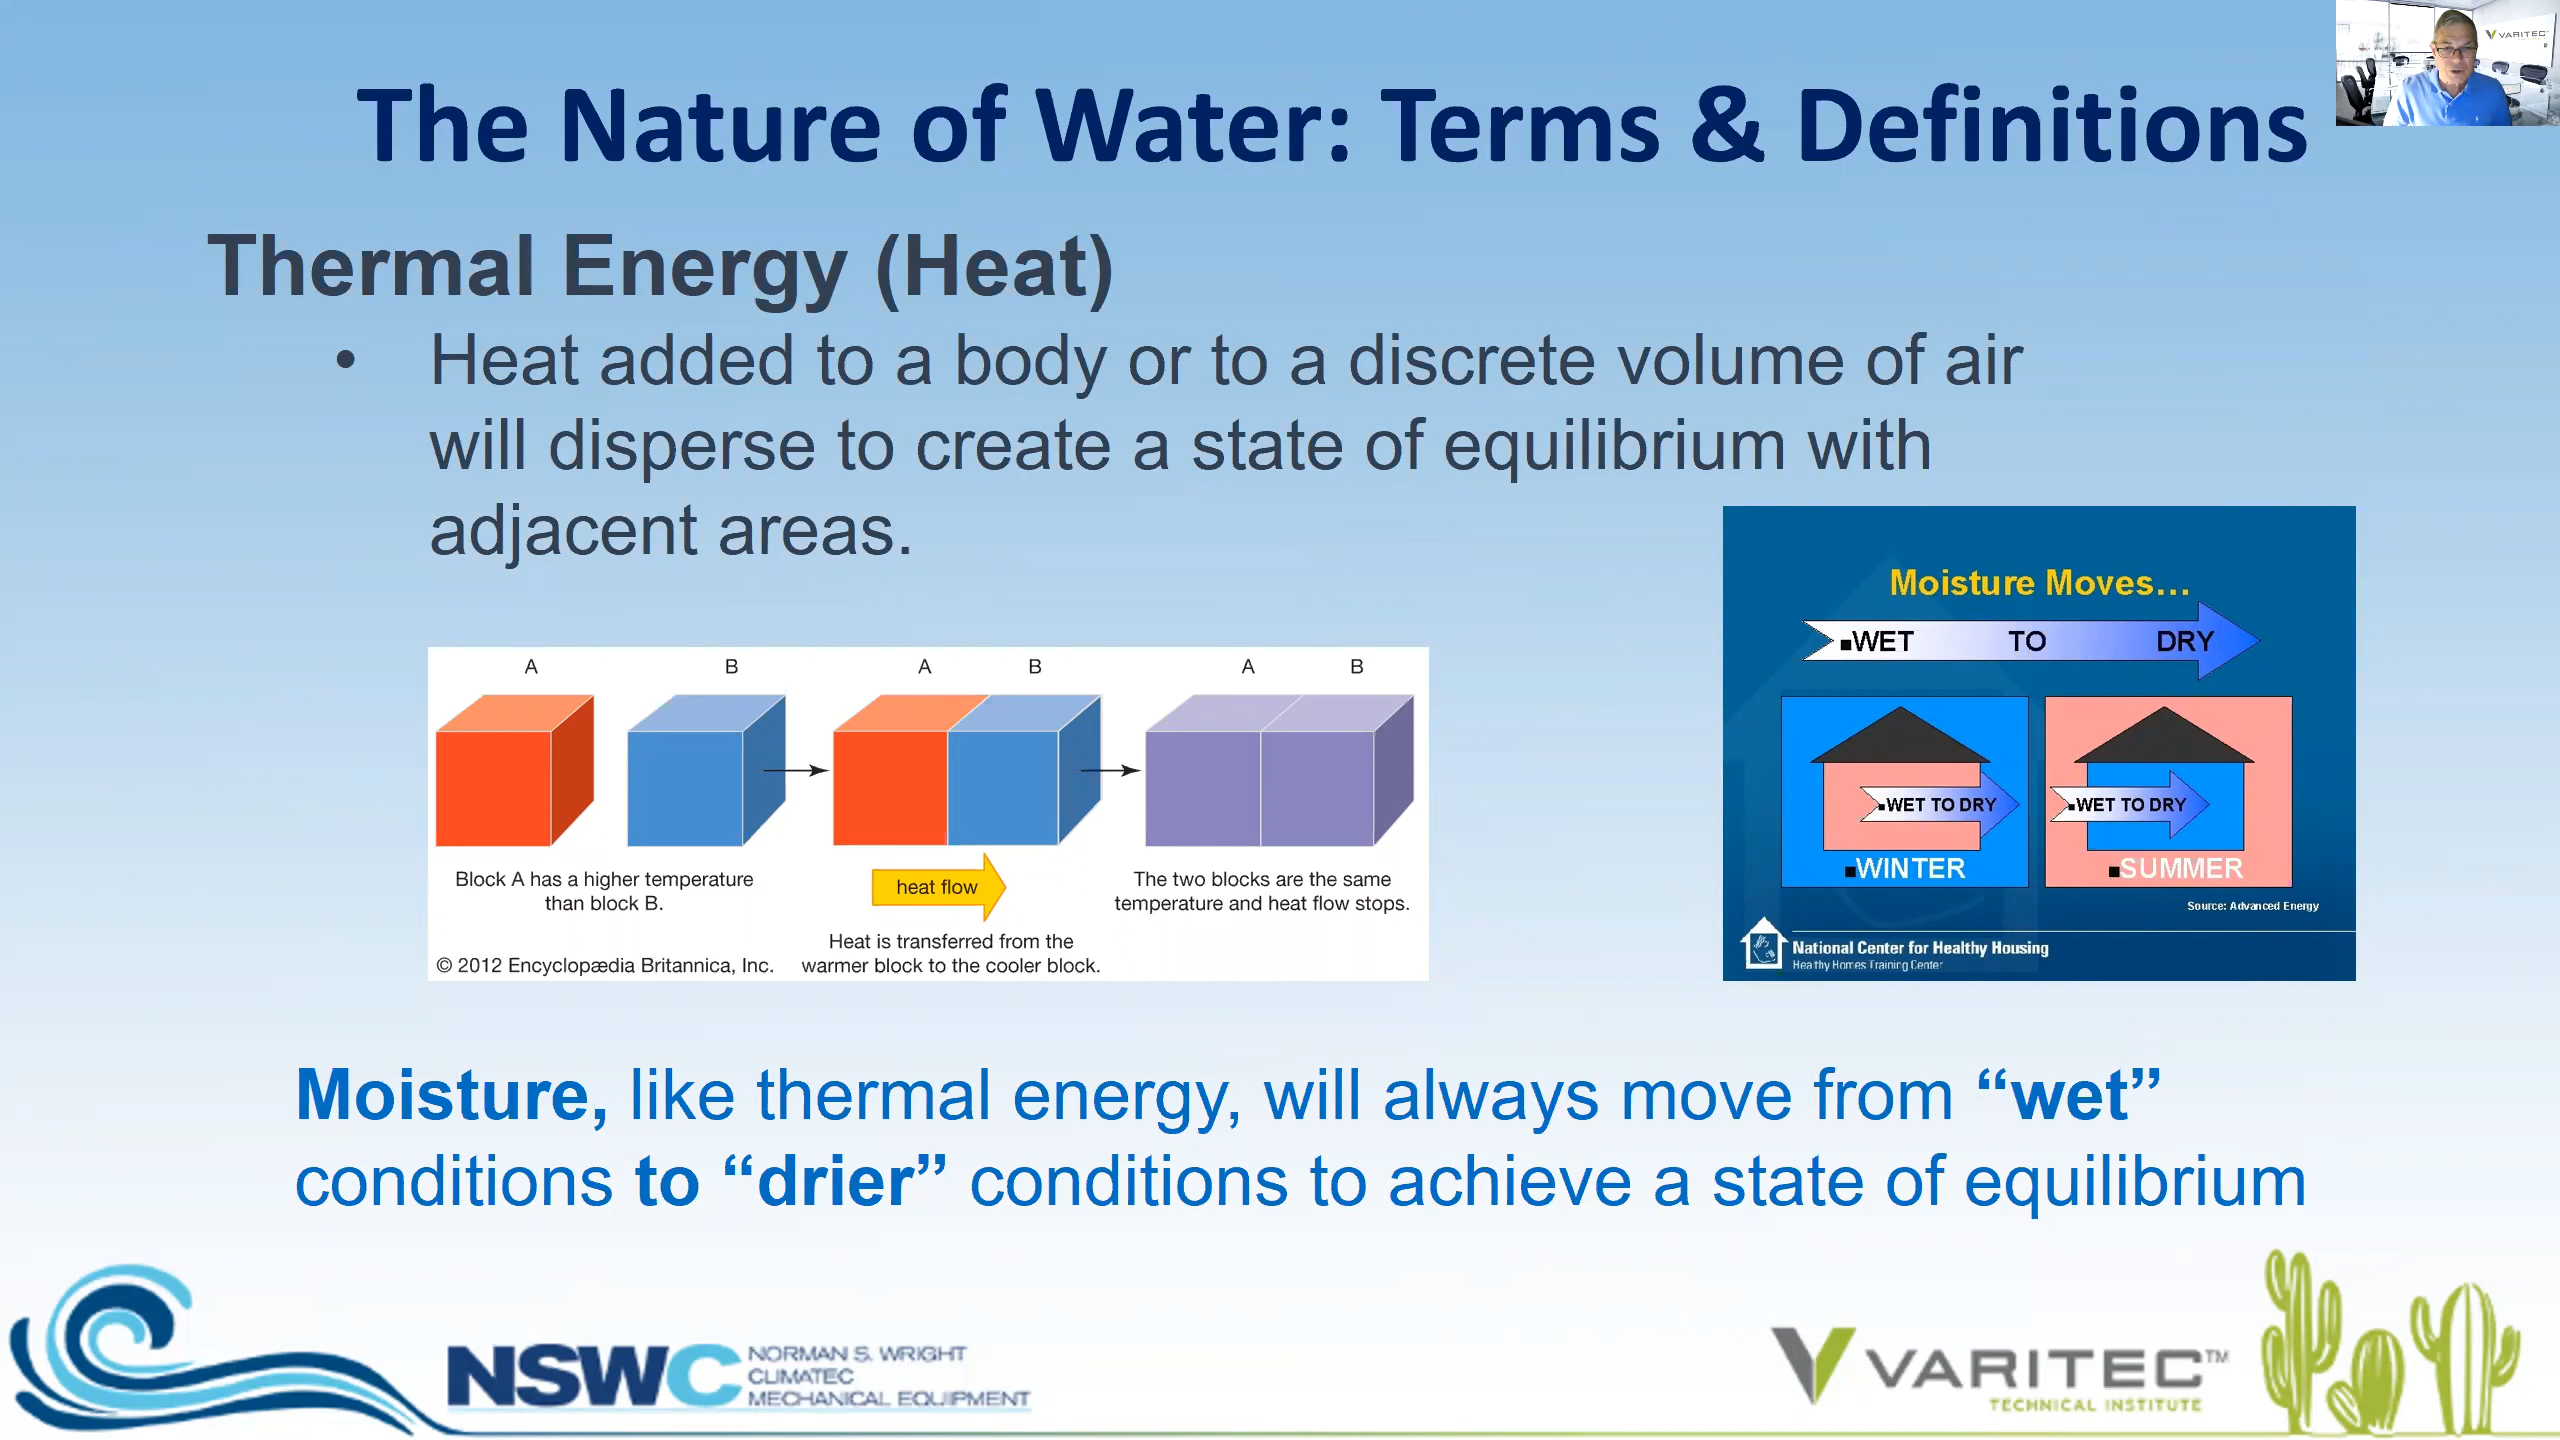 VARITEC
The Nature of Water: Terms & Definitions
Thermal Energy (Heat)
• Heat added to a body or to a discrete volume of air
will disperse to create a state of equilibrium with
adjacent areas.
A B A B A B
Block A has a higher temperature
than block B.
heat flow
Heat is transferred from the
warmer block to the cooler block.
The two blocks are the same
temperature and heat flow stops.
© 2012 Encyclopædia Britannica, Inc.
Moisture Moves...
▪WET TO DRY
▪WET TO DRY
▪WINTER
▪WET TO DRY
▪SUMMER
Source: Advanced Energy
National Center for Healthy Housing
Healthy Homes Training Center
Moisture, like thermal energy, will always move from “wet”
conditions to “drier” conditions to achieve a state of equilibrium
NSWC
NORMAN S. WRIGHT
CLIMATEC
MECHANICAL EQUIPMENT
VARITEC™
TECHNICAL INSTITUTE